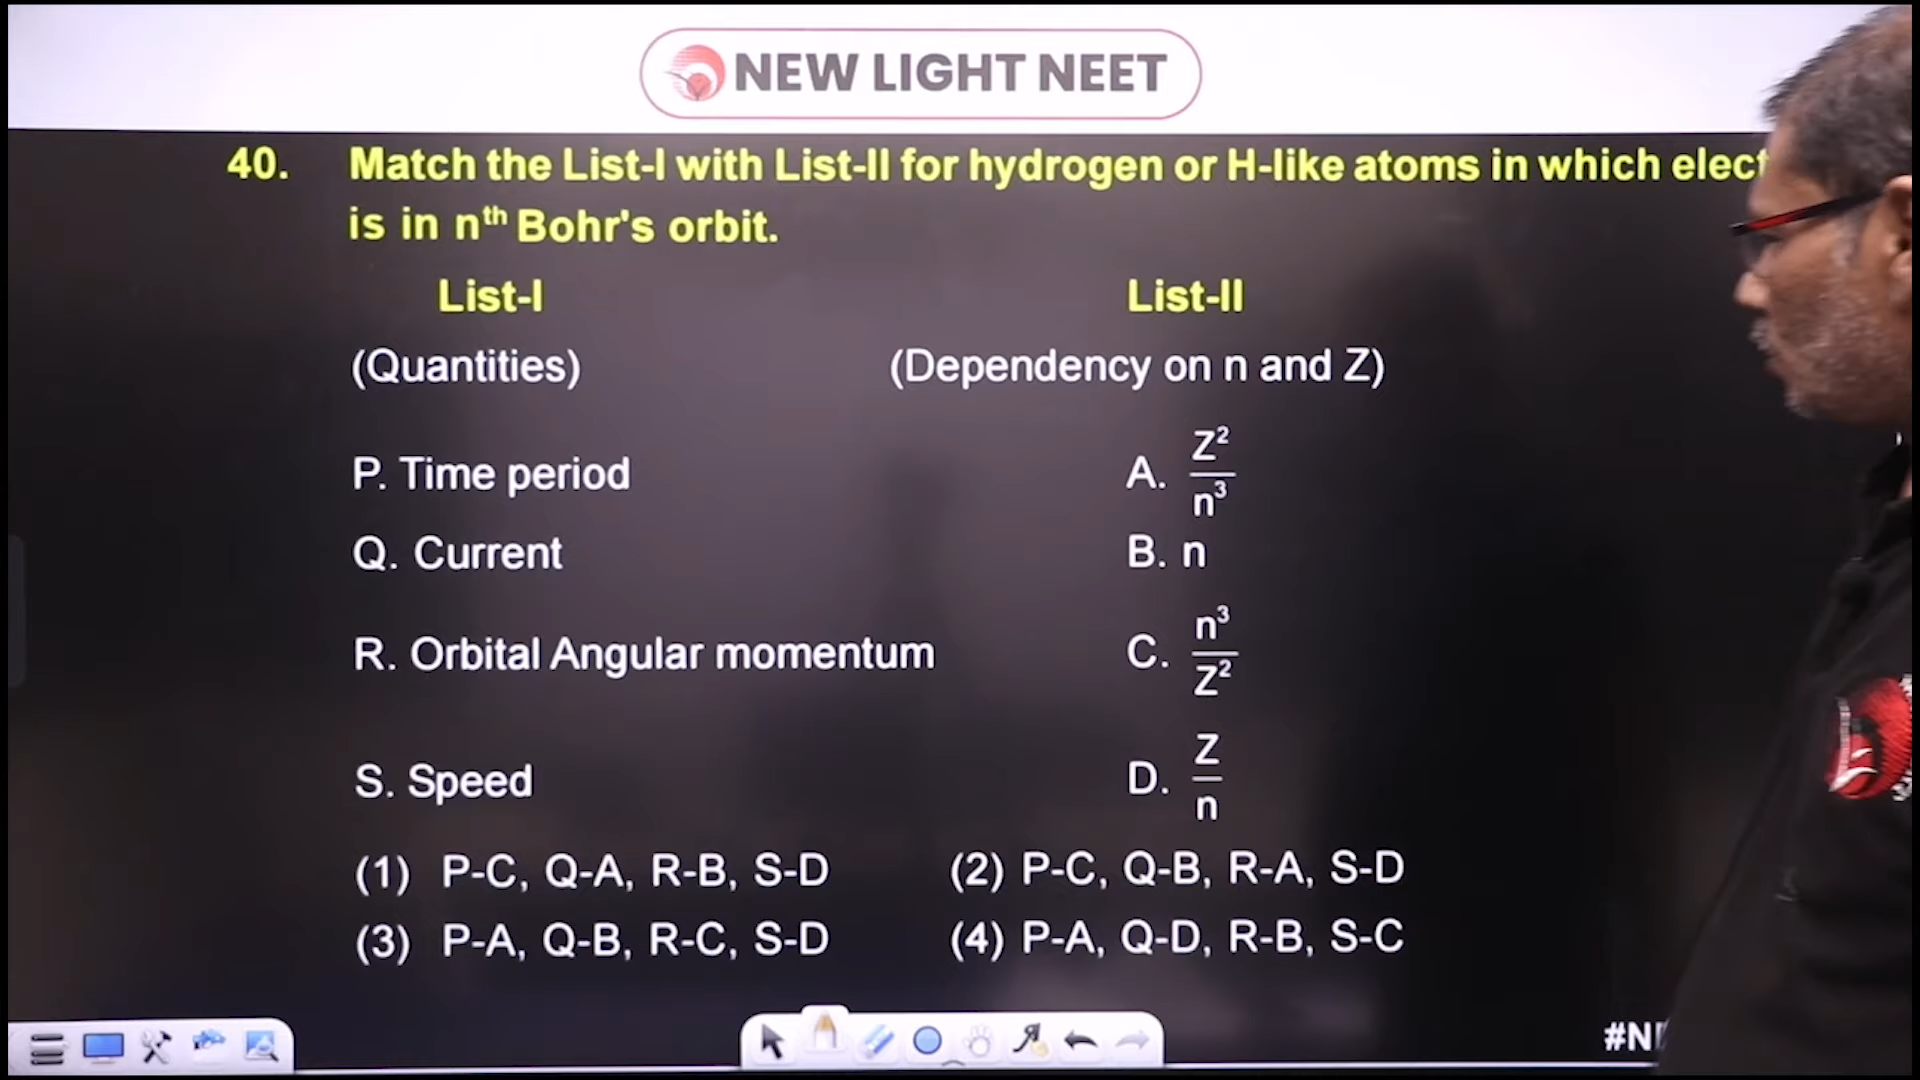 NEW LIGHT NEET
40. Match the List-I with List-II for hydrogen or H-like atoms in which
is in nᵗʰ Bohr's orbit.
List-I List-II
(Quantities) (Dependency on n and Z)
P. Time period A. Z²/n³
Q. Current B. n
R. Orbital Angular momentum C. n³/Z²
S. Speed D. Z/n
(1) P-C, Q-A, R-B, S-D (2) P-C, Q-B, R-A, S-D
(3) P-A, Q-B, R-C, S-D (4) P-A, Q-D, R-B, S-C